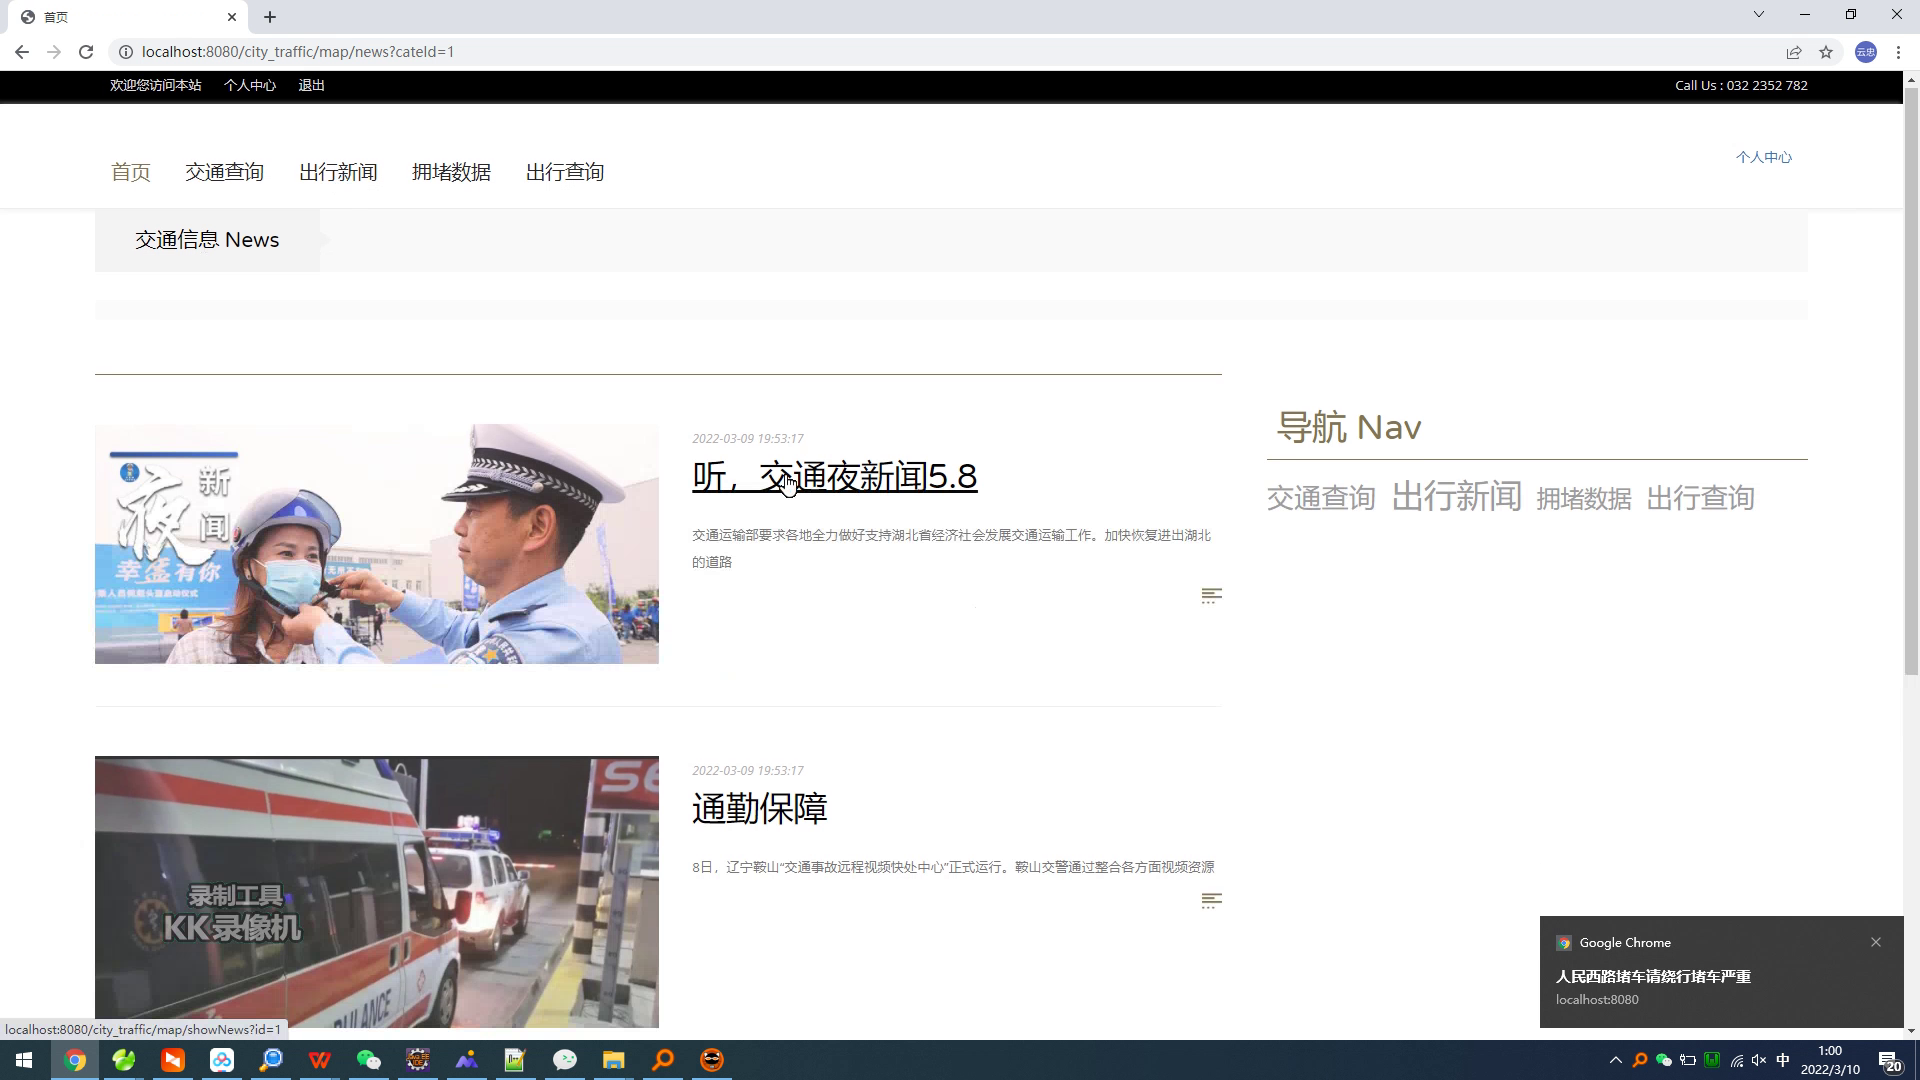 首页
localhost:8080/city_traffic/map/news?cateId=1
云忠
欢迎您访问本站 个人中心 退出
Call Us : 032 2352 782
首页 交通查询 出行新闻 拥堵数据 出行查询
个人中心
交通信息 News
2022-03-09 19:53:17
听，交通夜新闻5.8
交通运输部要求各地全力做好支持湖北省经济社会发展交通运输工作。加快恢复进出湖北
的道路
夜新闻
幸盔有你
导航 Nav
交通查询 出行新闻 拥堵数据 出行查询
2022-03-09 19:53:17
通勤保障
8日，辽宁鞍山“交通事故远程视频快处中心”正式运行。鞍山交警通过整合各方面视频资源
录制工具
KK录像机
Google Chrome
人民西路堵车请绕行堵车严重
localhost:8080
localhost:8080/city_traffic/map/showNews?id=1
中
1:00
2022/3/10
20